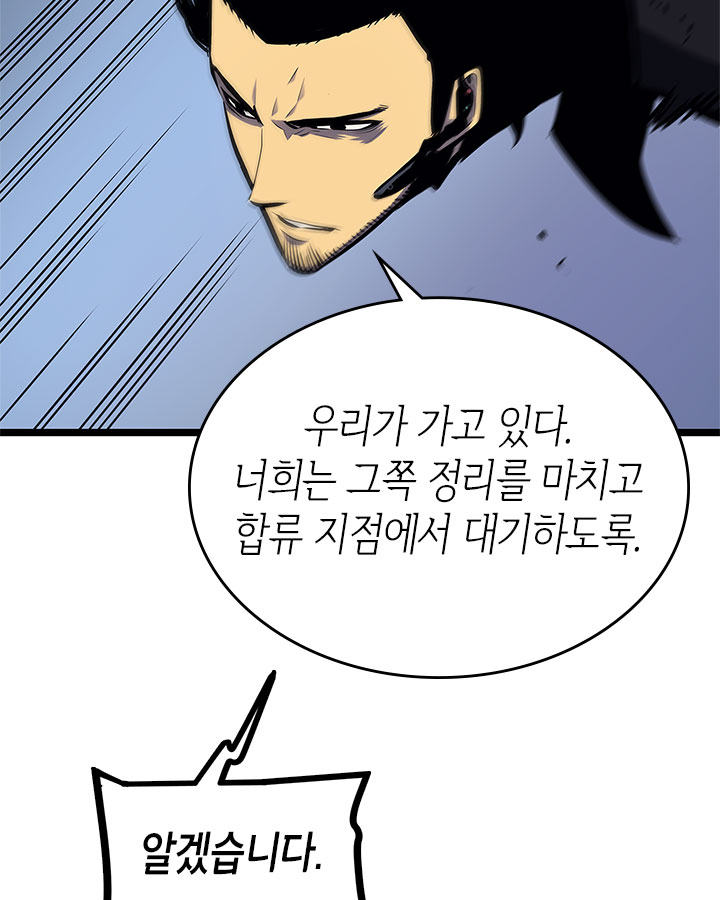 우리가 가고 있다.
너희는 그쪽 정리를 마치고
합류 지점에서 대기하도록.
알겠습니다.